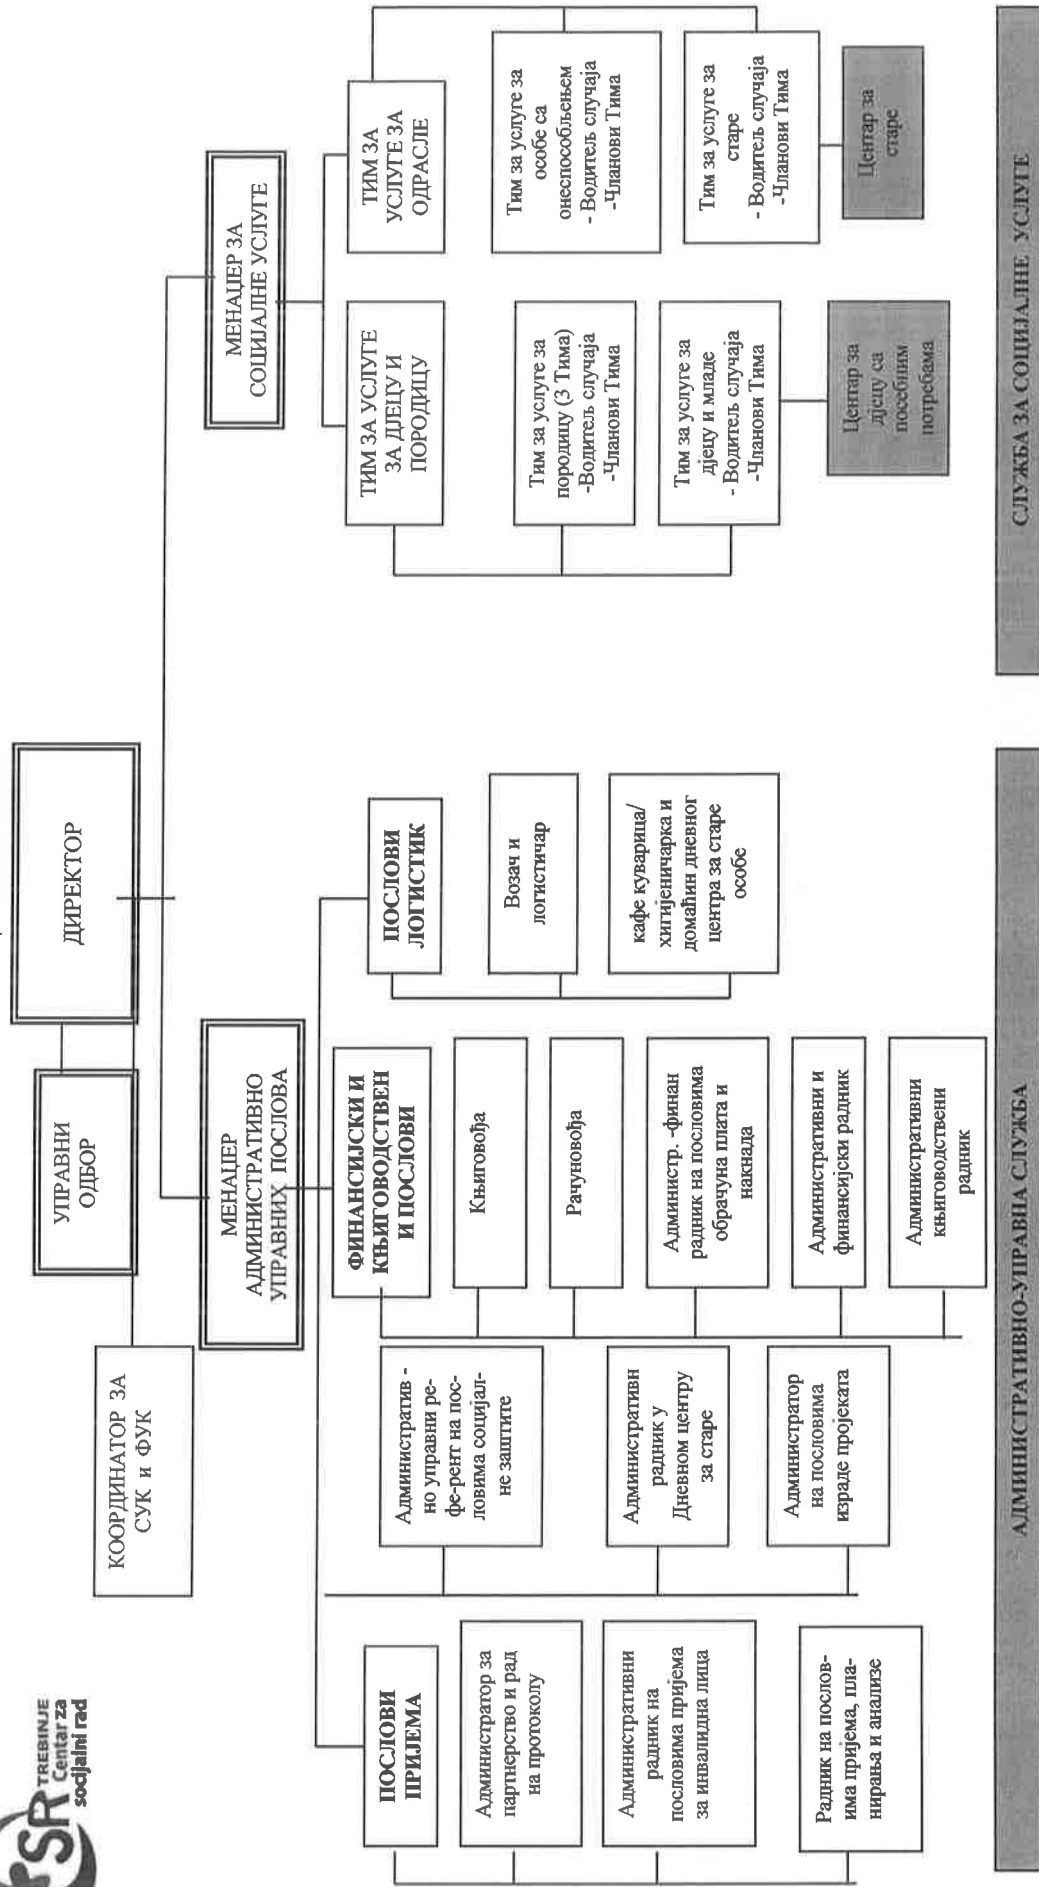 TREBINJE
Centar za
socijalni rad
ДИРЕКТОР
УПРАВНИ
ОДБОР
КООРДИНАТОР ЗА
СУК и ФУК
МЕНАЏЕР
АДМИНИСТРАТИВНО
УПРАВНИХ ПОСЛОВА
МЕНАЏЕР ЗА
СОЦИЈАЛНЕ УСЛУГЕ
ПОСЛОВИ
ПРИЈЕМА
Администратор за
партнерство и рад
на протоколу
Административни
радник на
пословима пријема
за инвалидна лица
Радник на послов-
има пријема, пла-
нирања и анализе
Административ -
но управни ре-
фе-рент на пос-
ловима социјал-
не заштите
Административн
радник у
Дневном центру
за старе
Администратор
на пословима
израде пројеката
ФИНАНСИЈСКИ И
КЊИГОВОДСТВЕН
И ПОСЛОВИ
Књиговођа
Рачуновођа
Администр. -финан
радник на пословима
обрачуна плата и
накнада
Административни и
финансијски радник
Административни
књиговодствени
радник
ПОСЛОВИ
ЛОГИСТИК
Возач и
логистичар
кафе куварица/
хигијеничарка и
домаћин дневног
центра за старе
особе
ТИМ ЗА УСЛУГЕ
ЗА ДЈЕЦУ И
ПОРОДИЦУ
Тим за услуге за
породицу (3 Тима)
-Водитељ случаја
-Чланови Тима
Тим за услуге за
дјецу и младе
- Водитељ случаја
-Чланови Тима
Центар за
дјецу са
посебним
потребама
ТИМ ЗА
УСЛУГЕ ЗА
ОДРАСЛЕ
Тим за услуге за
особе са
онеспособљењем
- Водитељ случаја
-Чланови Тима
Тим за услуге за
старе
- Водитељ случаја
-Чланови Тима
Центар за
старе
АДМИНИСТРАТИВНО-УПРАВНА СЛУЖБА
СЛУЖБА ЗА СОЦИЈАЛНЕ УСЛУГЕ